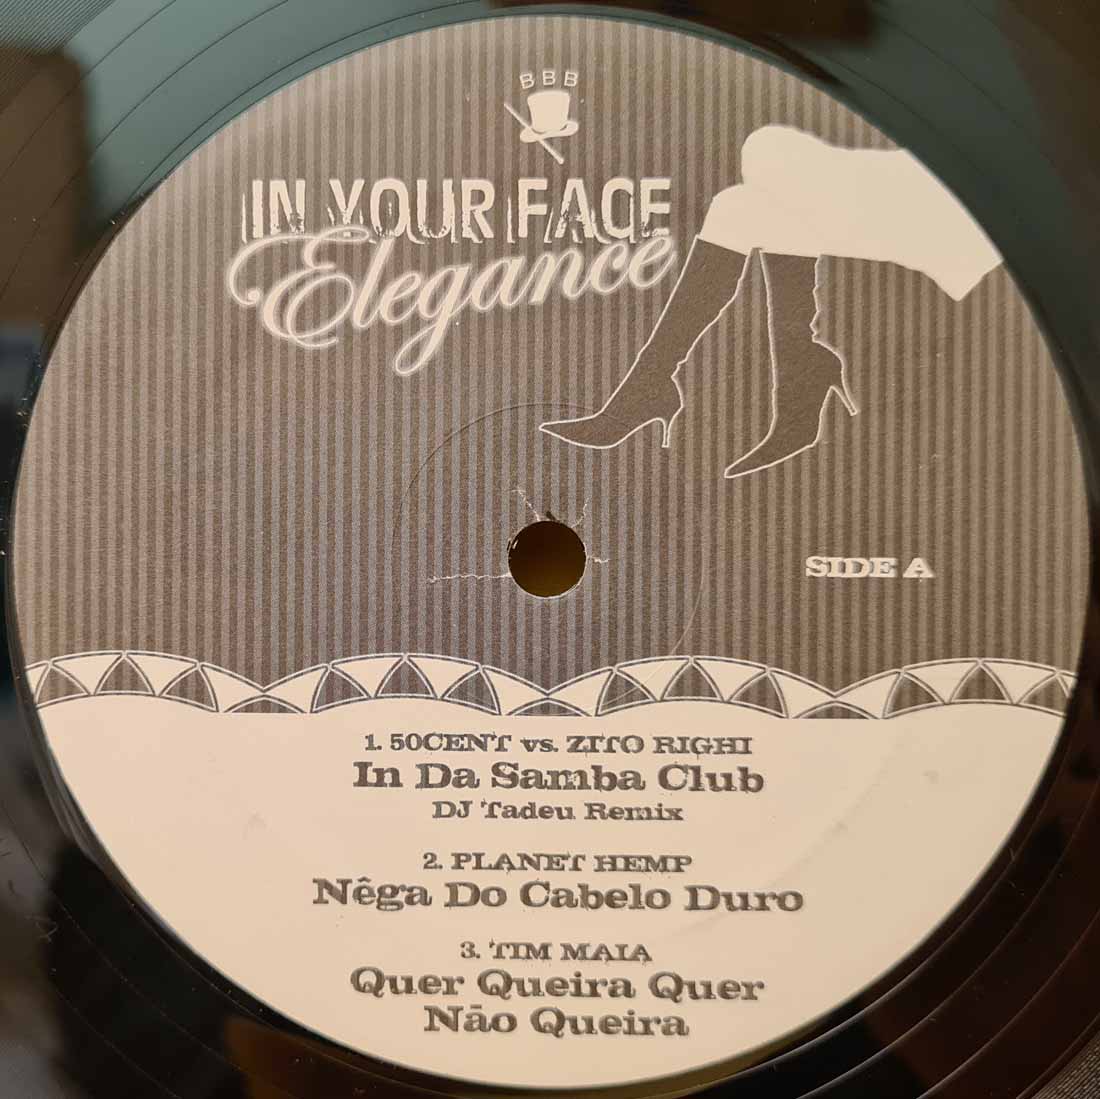 BBB
IN YOUR FACE
Elegance
SIDE A
1. 50CENT vs. ZITO RIGHI
In Da Samba Club
DJ Tadeu Remix
2. PLANET HEMP
Nêga Do Cabelo Duro
3. TIM MAIA
Quer Queira Quer
Não Queira